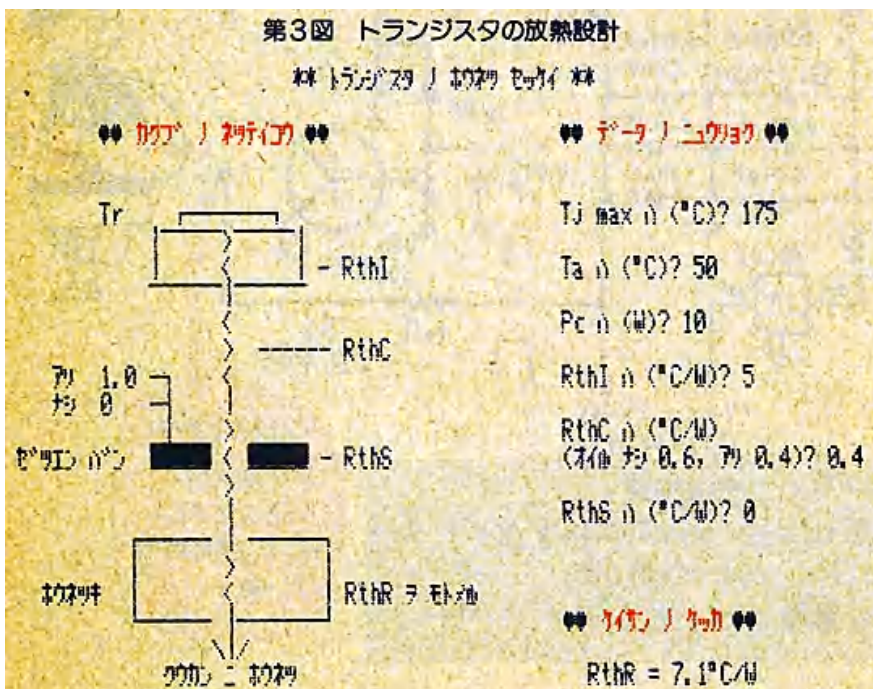 第3図 トランジスタの放熱設計
** トランジスタ ノ ホウネツ セッケイ **
♥♥ カクブ ノ ネツテイコウ ♥♥
Tr
- RthI
------ RthC
アリ 1.0
ナシ 0
ゼツエン バン
- RthS
ホウネツキ
RthR ヲ モトメル
クウカン ニ ホウネツ
♥♥ データ ノ ニュウリョク ♥♥
Tj max ハ (°C)? 175
Ta ハ (°C)? 50
Pc ハ (W)? 10
RthI ハ (°C/W)? 5
RthC ハ (°C/W)
(オイル ナシ 0.6, アリ 0.4)? 0.4
RthS ハ (°C/W)? 0
♥♥ ケイサン ノ ケッカ ♥♥
RthR = 7.1°C/W